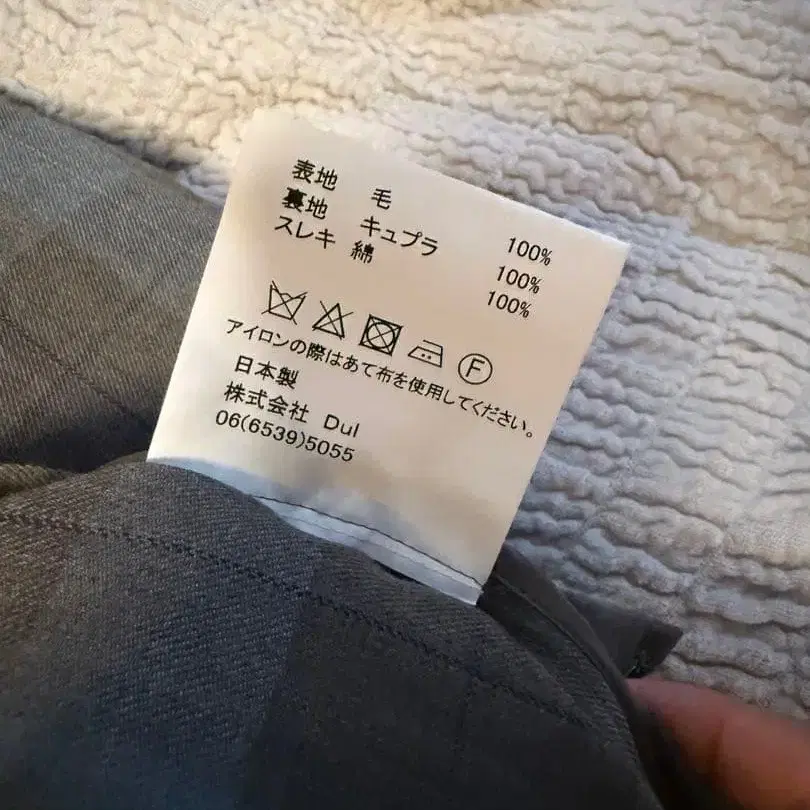 表地 毛 100%
裏地 キュプラ 100%
スレキ 綿 100%
F
アイロンの際はあて布を使用してください。
日本製
株式会社 Dul
06(6539)5055